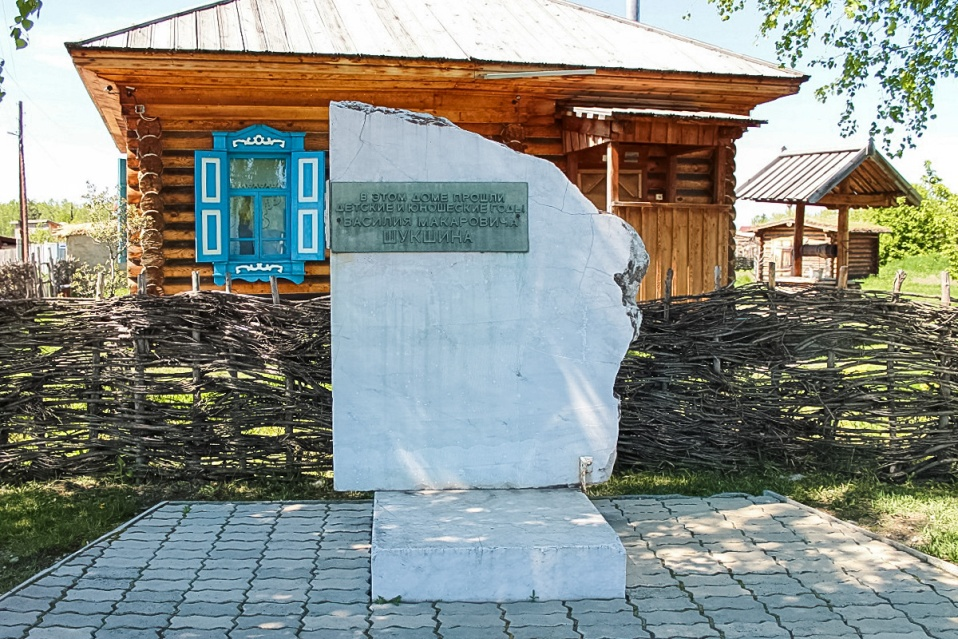 В ЭТОМ ДОМЕ ПРОШЛИ
ДЕТСКИЕ И ЮНОШЕСКИЕ ГОДЫ
ВАСИЛИЯ МАКАРОВИЧА
ШУКШИНА